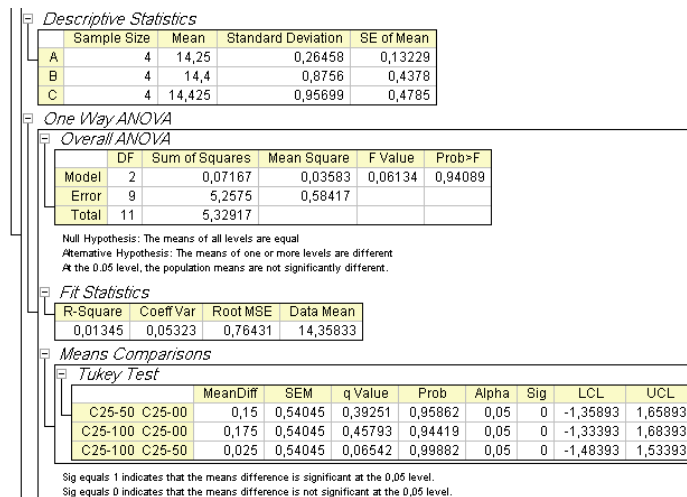 Descriptive Statistics
Sample Size Mean Standard Deviation SE of Mean
A 4 14,25 0,26458 0,13229
B 4 14,4 0,8756 0,4378
C 4 14,425 0,95699 0,4785
One Way ANOVA
Overall ANOVA
DF Sum of Squares Mean Square F Value Prob>F
Model 2 0,07167 0,03583 0,06134 0,94089
Error 9 5,2575 0,58417
Total 11 5,32917
Null Hypothesis: The means of all levels are equal
Alternative Hypothesis: The means of one or more levels are different
At the 0.05 level, the population means are not significantly different.
Fit Statistics
R-Square Coeff Var Root MSE Data Mean
0,01345 0,05323 0,76431 14,35833
Means Comparisons
Tukey Test
MeanDiff SEM q Value Prob Alpha Sig LCL UCL
C25-50 C25-00 0,15 0,54045 0,39251 0,95862 0,05 0 -1,35893 1,65893
C25-100 C25-00 0,175 0,54045 0,45793 0,94419 0,05 0 -1,33393 1,68393
C25-100 C25-50 0,025 0,54045 0,06542 0,99882 0,05 0 -1,48393 1,53393
Sig equals 1 indicates that the means difference is significant at the 0,05 level.
Sig equals 0 indicates that the means difference is not significant at the 0,05 level.